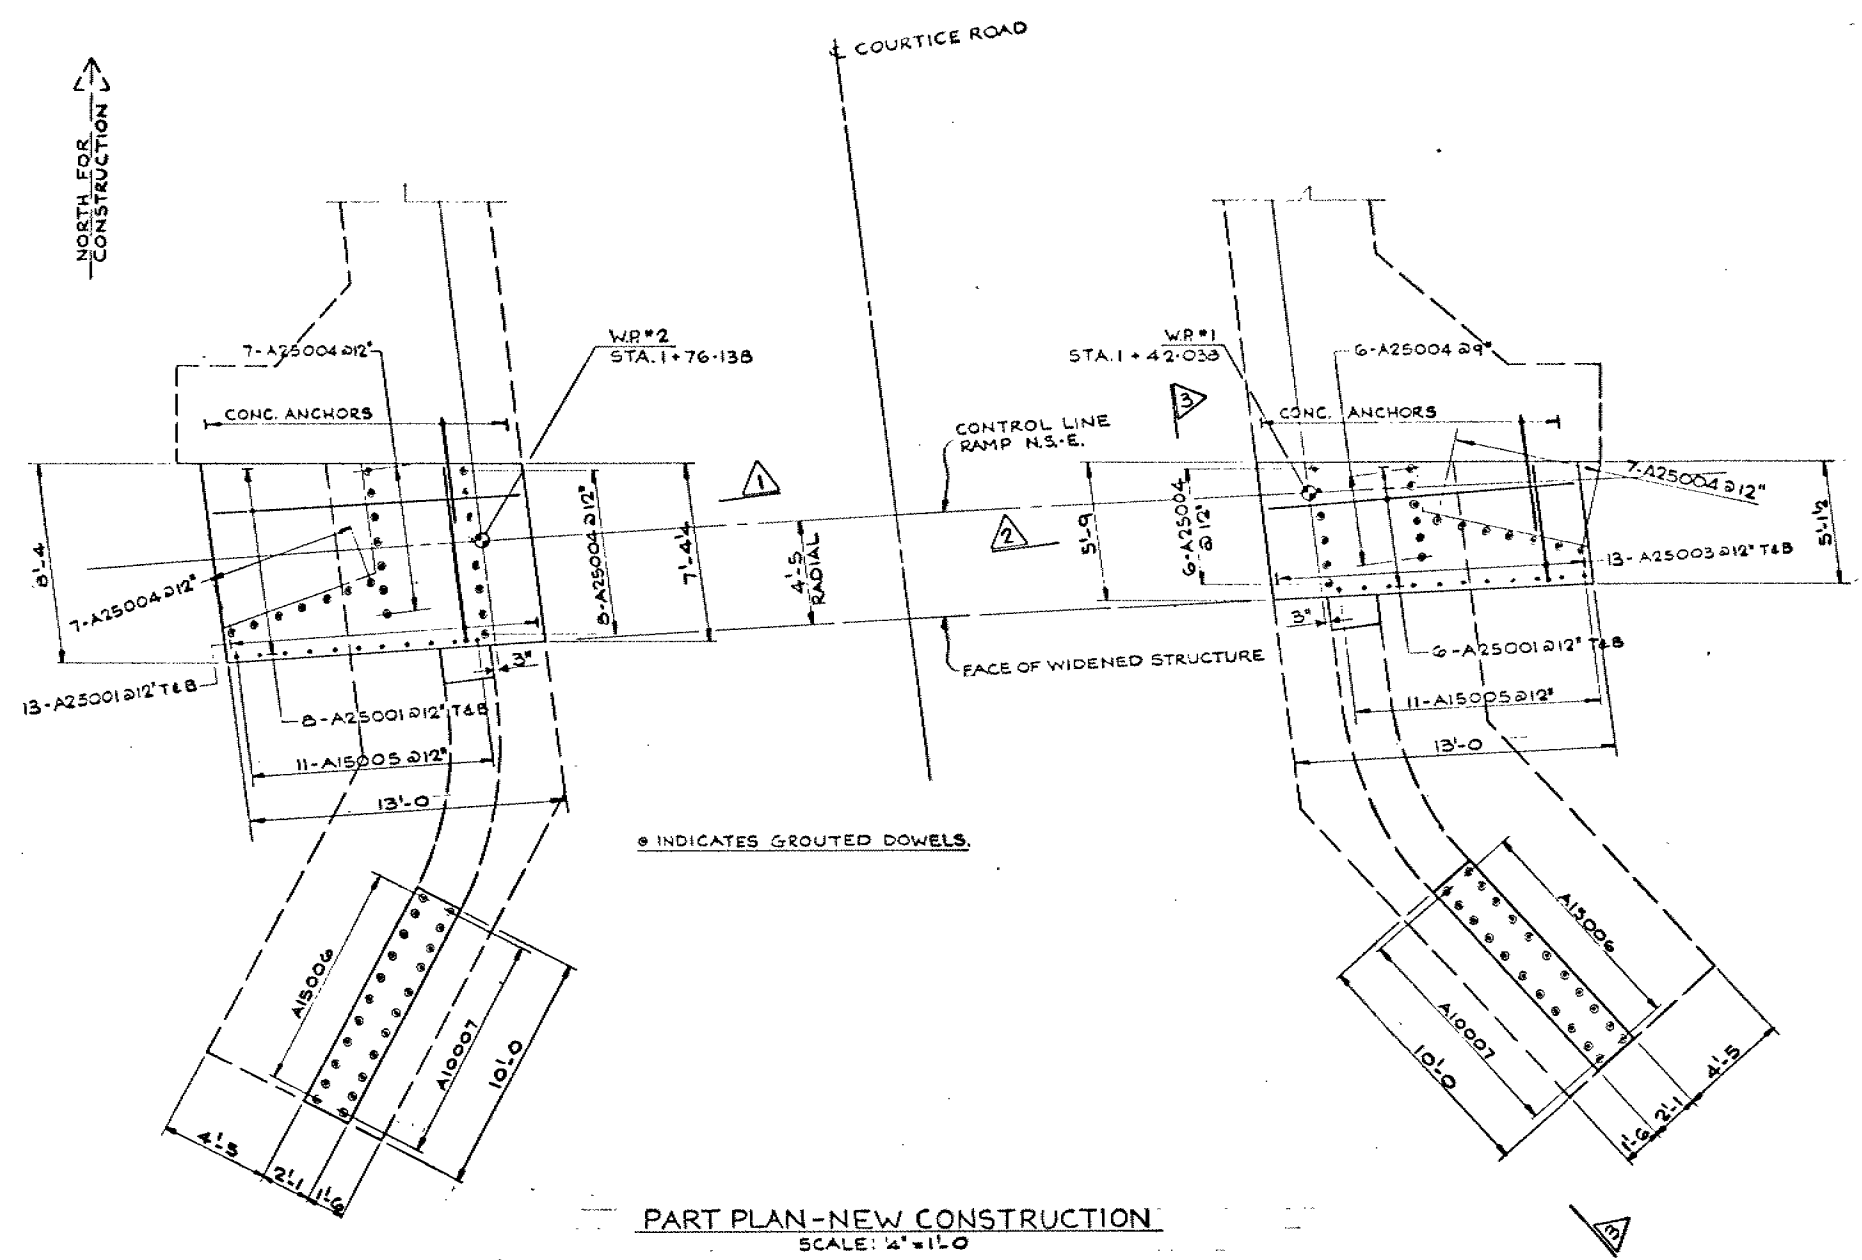 ℄ COURTICE ROAD
NORTH FOR
CONSTRUCTION
7-A25004@12"
W.P.#2
STA. 1+76.138
W.P.#1
STA. 1+42.038
6-A25004@9"
CONC. ANCHORS
CONTROL LINE
RAMP N.S.-E.
3
CONC. ANCHORS
1
2
7-A25004@12"
8'-4
7-A25004@12"
8-A25004@12"
7'-4¼
4'-5
RADIAL
5'-9
6-A25004
@12"
13-A25003@12" T&B
5'-1½
3"
3"
13-A25001@12" T&B
8-A25001@12" T&B
FACE OF WIDENED STRUCTURE
6-A25001@12" T&B
11-A15005@12"
11-A15005@12"
13'-0
13'-0
INDICATES GROUTED DOWELS.
A15006
A10007
10'-0
A15006
A10007
10'-0
4'-5
2'-1
1'-6
4'-5
2'-1
1'-6
PART PLAN-NEW CONSTRUCTION
SCALE: ¼"=1'-0
3